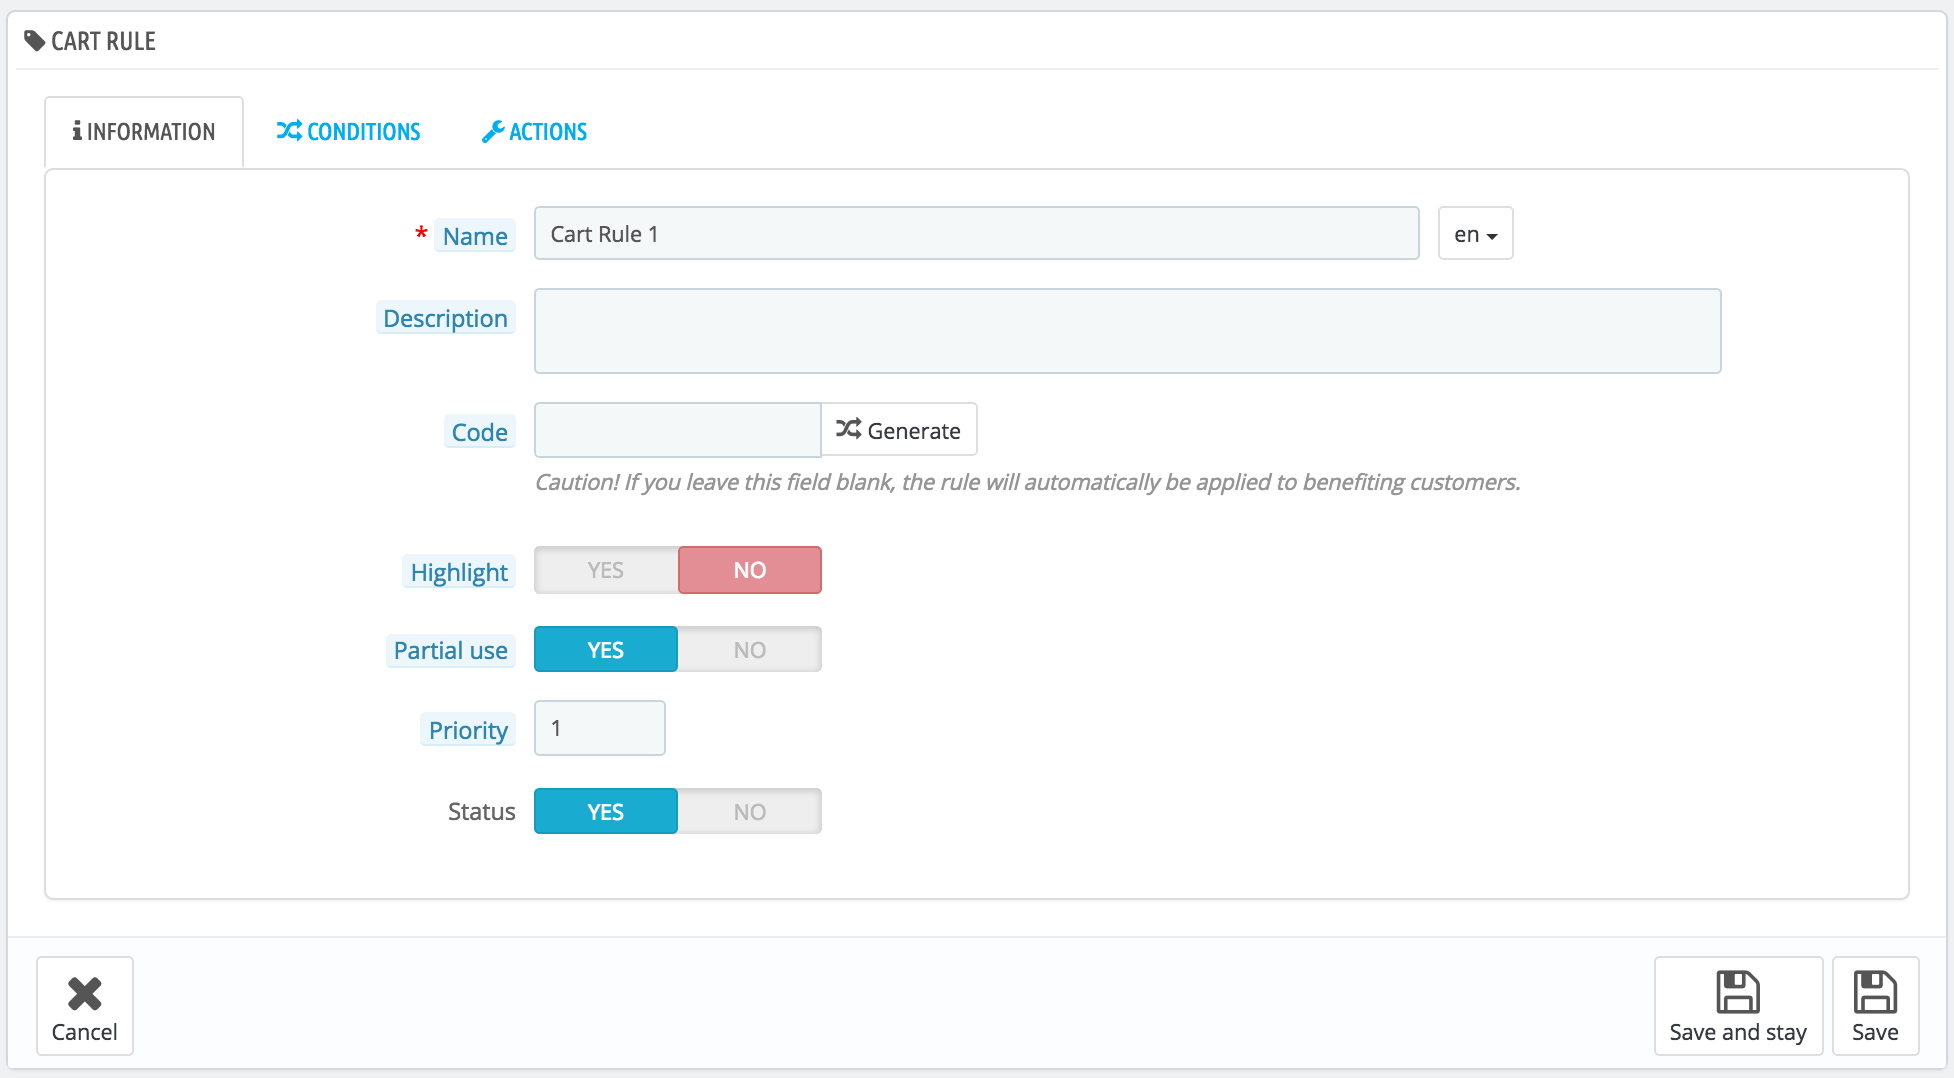 CART RULE
INFORMATION CONDITIONS ACTIONS
* Name Cart Rule 1 en
Description
Code Generate
Caution! If you leave this field blank, the rule will automatically be applied to benefiting customers.
Highlight YES NO
Partial use YES NO
Priority 1
Status YES NO
Cancel Save and stay Save